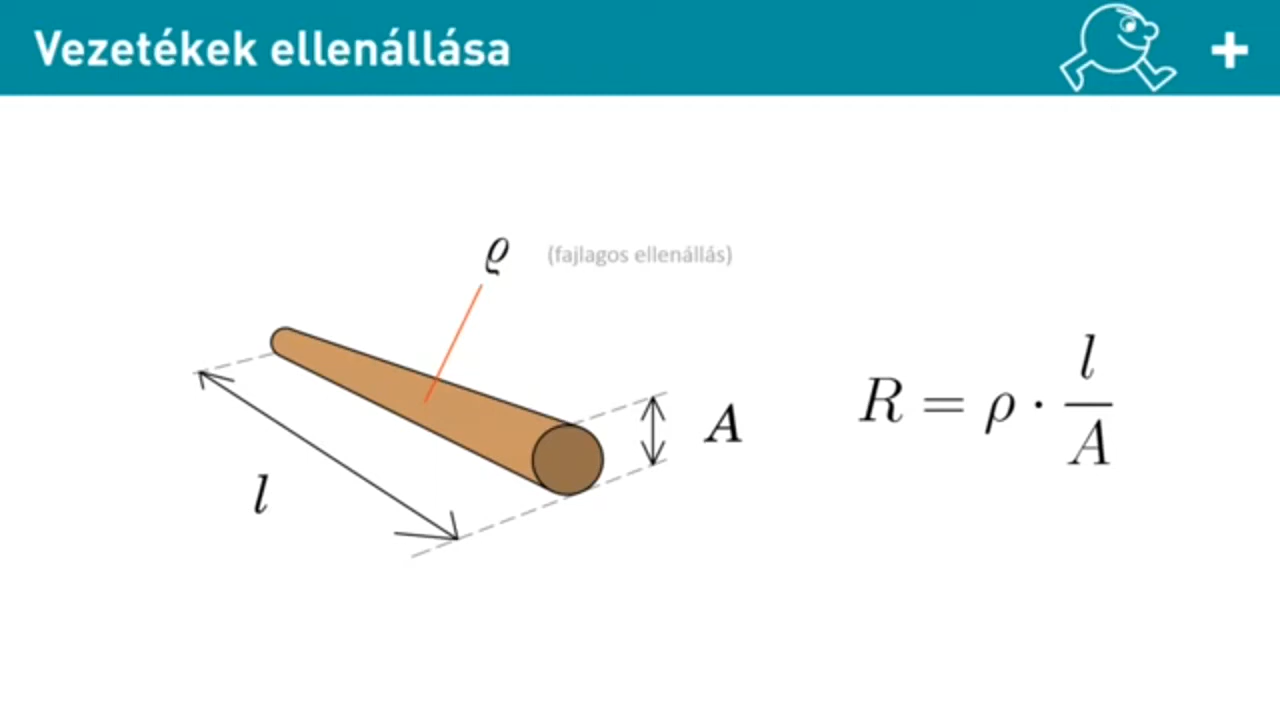 Vezetékek ellenállása
+
ϱ (fajlagos ellenállás)
A
l
R = ρ · l/A